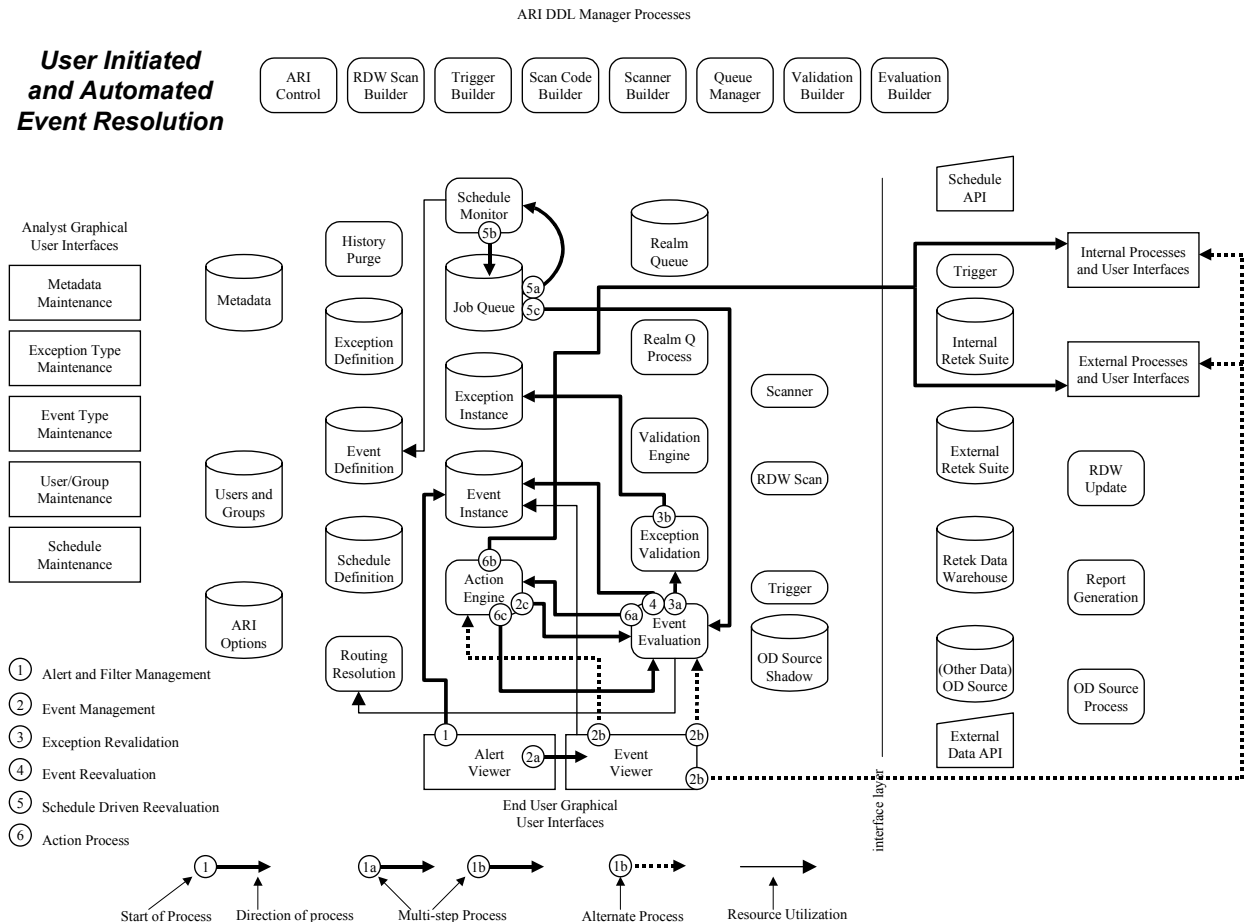 ARI DDL Manager Processes
User Initiated
and Automated
Event Resolution
ARI
Control
RDW Scan
Builder
Trigger
Builder
Scan Code
Builder
Scanner
Builder
Queue
Manager
Validation
Builder
Evaluation
Builder
Analyst Graphical
User Interfaces
Metadata
Maintenance
Exception Type
Maintenance
Event Type
Maintenance
User/Group
Maintenance
Schedule
Maintenance
Metadata
Users and
Groups
ARI
Options
History
Purge
Exception
Definition
Event
Definition
Schedule
Definition
Routing
Resolution
Schedule
Monitor
5b
Job Queue
5a
5c
Exception
Instance
Event
Instance
6b
Action
Engine
2c
6c
Realm
Queue
Realm Q
Process
Validation
Engine
3b
Exception
Validation
6a
4
3a
Event
Evaluation
Scanner
RDW Scan
Trigger
OD Source
Shadow
interface layer
Schedule
API
Trigger
Internal
Retek Suite
External
Retek Suite
Retek Data
Warehouse
(Other Data)
OD Source
External
Data API
Internal Processes
and User Interfaces
External Processes
and User Interfaces
RDW
Update
Report
Generation
OD Source
Process
1
Alert
Viewer
2a
2b
Event
Viewer
2b
2b
End User Graphical
User Interfaces
1 Alert and Filter Management
2 Event Management
3 Exception Revalidation
4 Event Reevaluation
5 Schedule Driven Reevaluation
6 Action Process
1
1a
1b
1b
Start of Process
Direction of process
Multi-step Process
Alternate Process
Resource Utilization